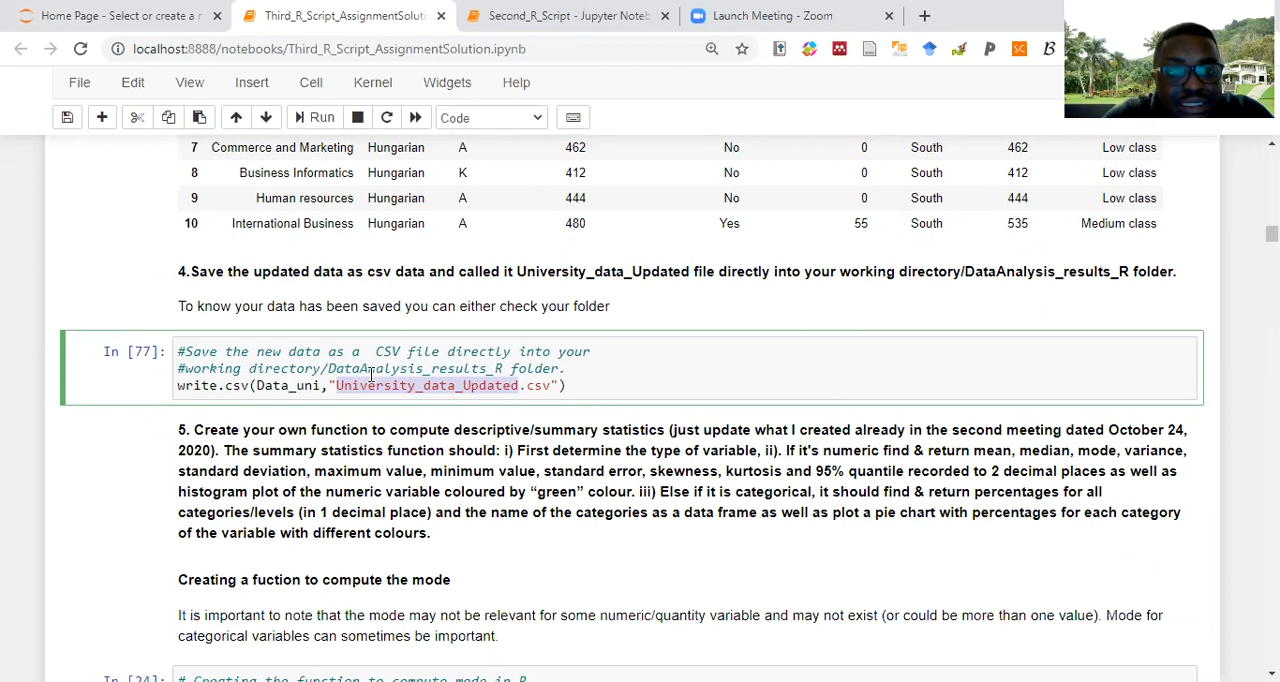 Home Page - Select or create a r
Third_R_Script_AssignmentSolutio
Second_R_Script - Jupyter Noteb
Launch Meeting - Zoom
localhost:8888/notebooks/Third_R_Script_AssignmentSolution.ipynb
SC
File Edit View Insert Cell Kernel Widgets Help
Run Code
7 Commerce and Marketing Hungarian A 462 No 0 South 462 Low class
8 Business Informatics Hungarian K 412 No 0 South 412 Low class
9 Human resources Hungarian A 444 No 0 South 444 Low class
10 International Business Hungarian A 480 Yes 55 South 535 Medium class
4.Save the updated data as csv data and called it University_data_Updated file directly into your working directory/DataAnalysis_results_R folder.
To know your data has been saved you can either check your folder
In [77]: #Save the new data as a CSV file directly into your
#working directory/DataAnalysis_results_R folder.
write.csv(Data_uni,"University_data_Updated.csv")
5. Create your own function to compute descriptive/summary statistics (just update what I created already in the second meeting dated October 24,
2020). The summary statistics function should: i) First determine the type of variable, ii). If it's numeric find & return mean, median, mode, variance,
standard deviation, maximum value, minimum value, standard error, skewness, kurtosis and 95% quantile recorded to 2 decimal places as well as
histogram plot of the numeric variable coloured by “green” colour. iii) Else if it is categorical, it should find & return percentages for all
categories/levels (in 1 decimal place) and the name of the categories as a data frame as well as plot a pie chart with percentages for each category
of the variable with different colours.
Creating a fuction to compute the mode
It is important to note that the mode may not be relevant for some numeric/quantity variable and may not exist (or could be more than one value). Mode for
categorical variables can sometimes be important.
In [24]: # Creating the function to compute mode in R